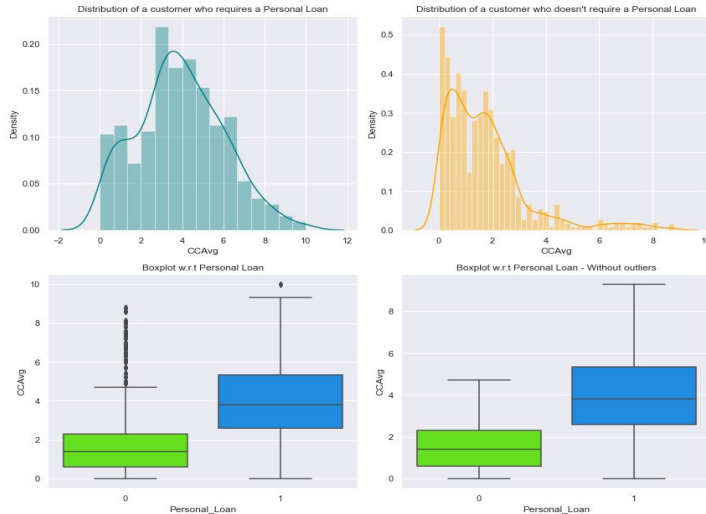 Distribution of a customer who requires a Personal Loan
0.20
0.15
0.10
0.05
0.00
Density
−2 0 2 4 6 8 10 12
CCAvg
Distribution of a customer who doesn't require a Personal Loan
0.5
0.4
0.3
0.2
0.1
0.0
Density
0 2 4 6 8 10
CCAvg
Boxplot w.r.t Personal Loan
10
8
6
4
2
0
CCAvg
0 1
Personal_Loan
Boxplot w.r.t Personal Loan - Without outliers
8
6
4
2
0
CCAvg
0 1
Personal_Loan